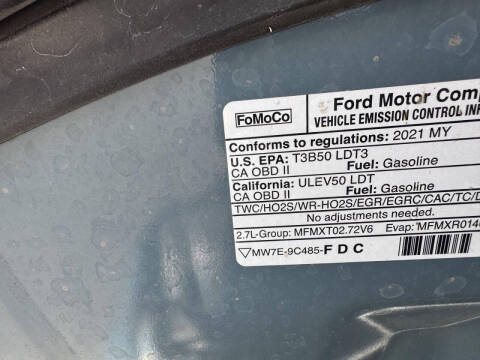 FoMoCo
Ford Motor Comp
VEHICLE EMISSION CONTROL INF
Conforms to regulations: 2021 MY
U.S. EPA: T3B50 LDT3
CA OBD II Fuel: Gasoline
California: ULEV50 LDT
CA OBD II Fuel: Gasoline
TWC/HO2S/WR-HO2S/EGR/EGRC/CAC/TC/D
No adjustments needed.
2.7L-Group: MFMXT02.72V6 Evap: MFMXR014
MW7E-9C485-FDC